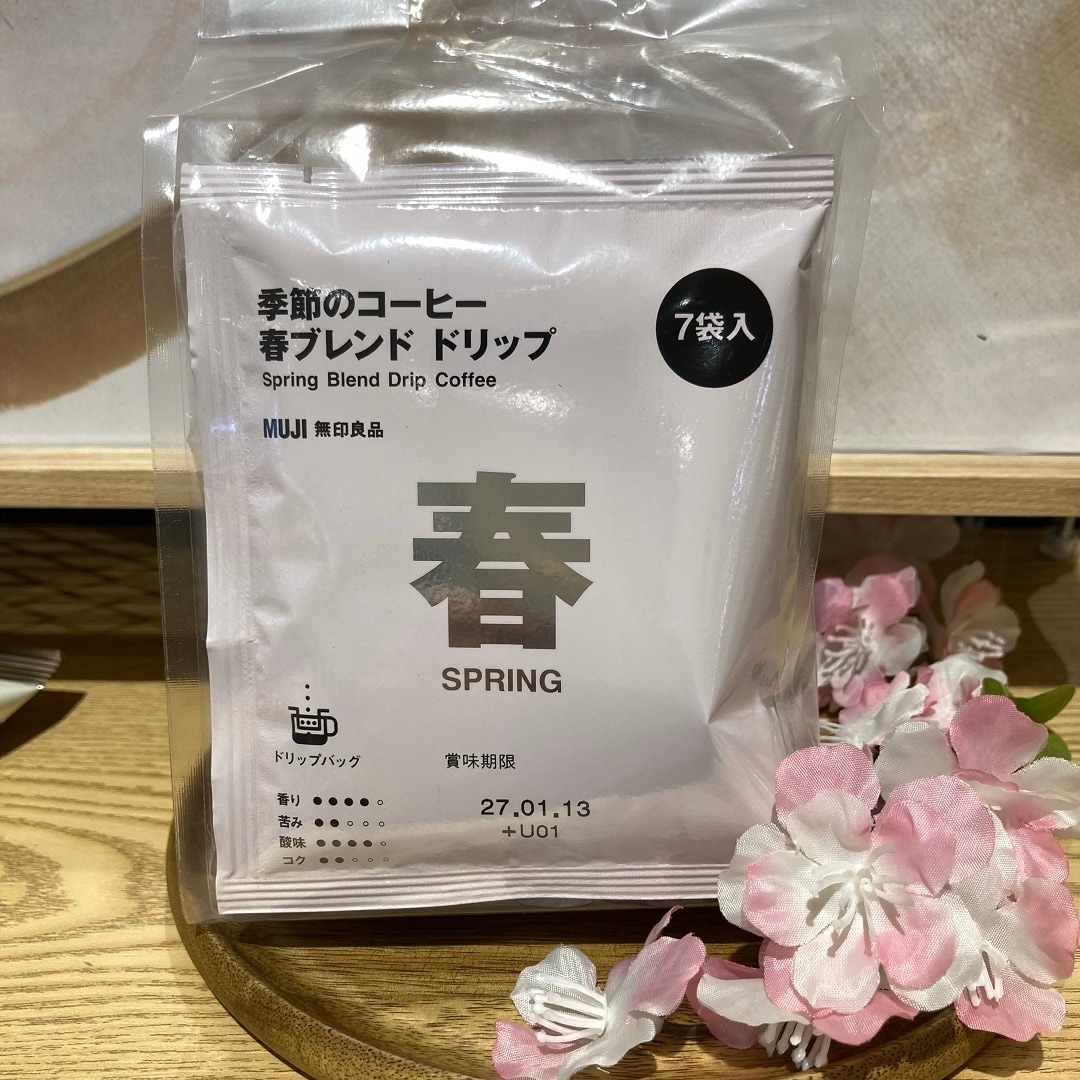 季節のコーヒー
春ブレンド ドリップ
Spring Blend Drip Coffee
7袋入
MUJI 無印良品
春
SPRING
ドリップバッグ
賞味期限
27.01.13
+U01
香り ●●●●○
苦み ●●○○○
酸味 ●●●●○
コク ●●○○○